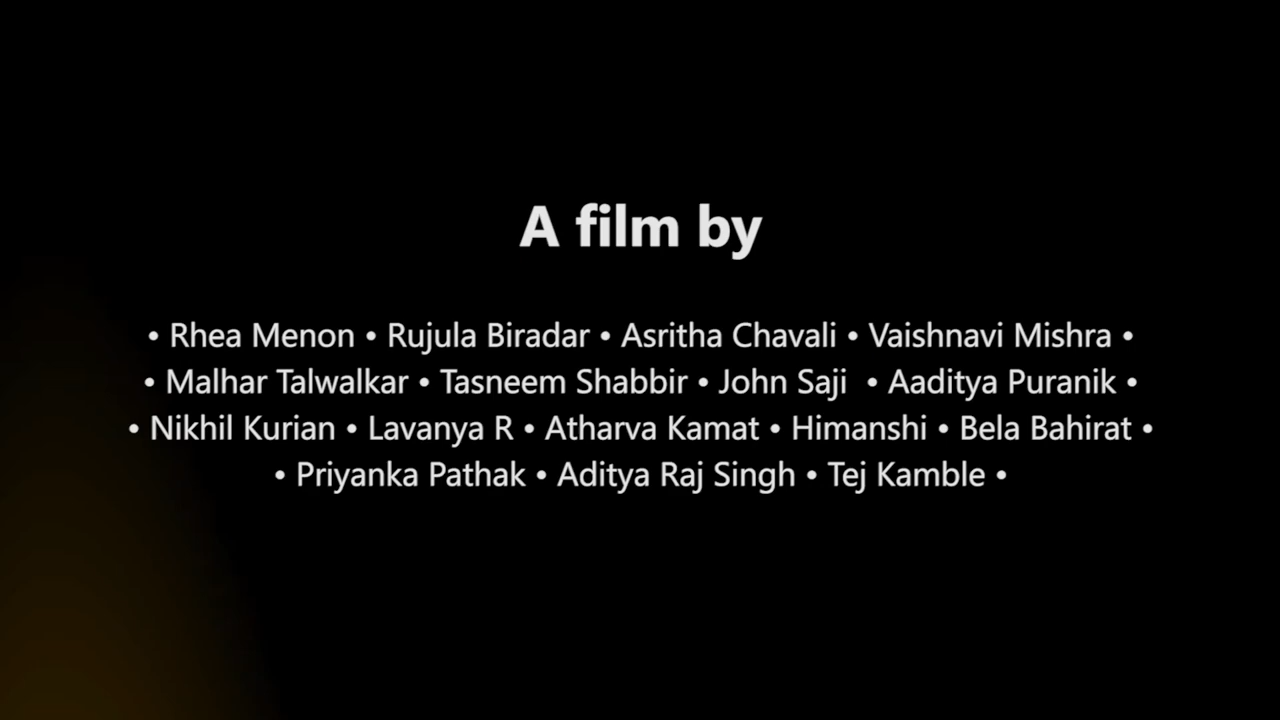 A film by
• Rhea Menon • Rujula Biradar • Asritha Chavali • Vaishnavi Mishra •
• Malhar Talwalkar • Tasneem Shabbir • John Saji • Aaditya Puranik •
• Nikhil Kurian • Lavanya R • Atharva Kamat • Himanshi • Bela Bahirat •
• Priyanka Pathak • Aditya Raj Singh • Tej Kamble •